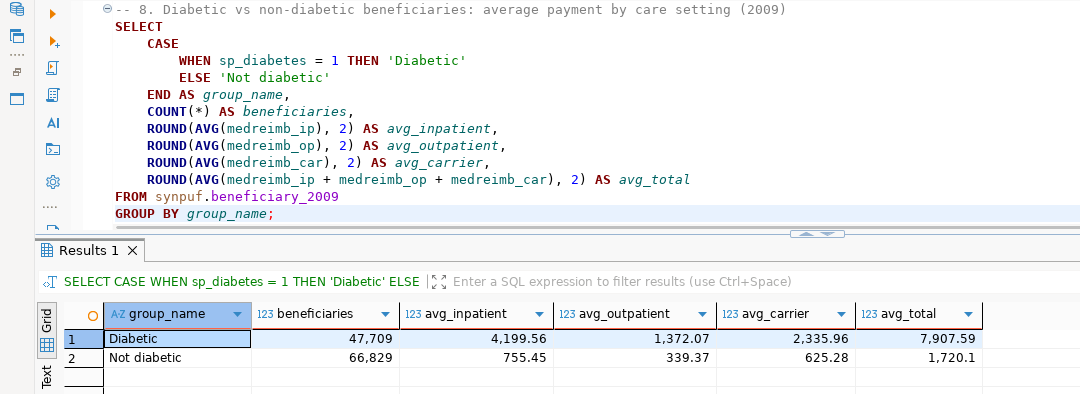 -- 8. Diabetic vs non-diabetic beneficiaries: average payment by care setting (2009)
SELECT
    CASE
        WHEN sp_diabetes = 1 THEN 'Diabetic'
        ELSE 'Not diabetic'
    END AS group_name,
    COUNT(*) AS beneficiaries,
    ROUND(AVG(medreimb_ip), 2) AS avg_inpatient,
    ROUND(AVG(medreimb_op), 2) AS avg_outpatient,
    ROUND(AVG(medreimb_car), 2) AS avg_carrier,
    ROUND(AVG(medreimb_ip + medreimb_op + medreimb_car), 2) AS avg_total
FROM synpuf.beneficiary_2009
GROUP BY group_name;
AI
Results 1
SELECT CASE WHEN sp_diabetes = 1 THEN 'Diabetic' ELSE Enter a SQL expression to filter results (use Ctrl+Space)
Grid
Text
A-Z group_name 123 beneficiaries 123 avg_inpatient 123 avg_outpatient 123 avg_carrier 123 avg_total
1 Diabetic 47,709 4,199.56 1,372.07 2,335.96 7,907.59
2 Not diabetic 66,829 755.45 339.37 625.28 1,720.1